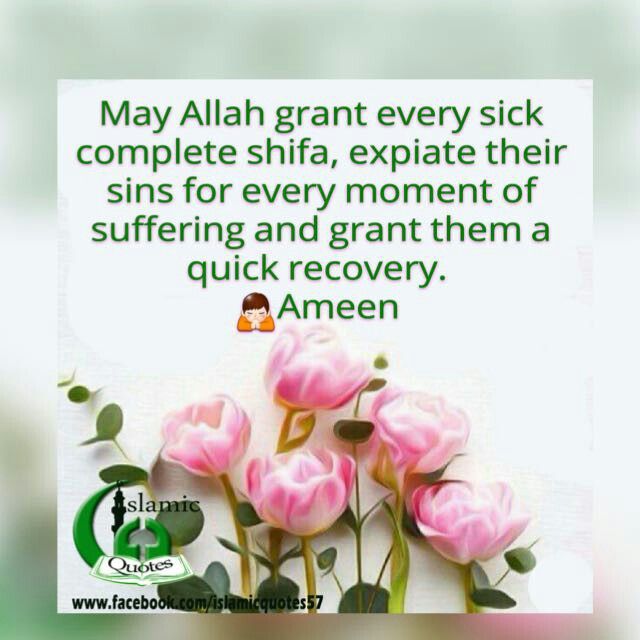 May Allah grant every sick
complete shifa, expiate their
sins for every moment of
suffering and grant them a
quick recovery.
🙇Ameen
Islamic
Quotes
www.facebook.com/islamicquotes57